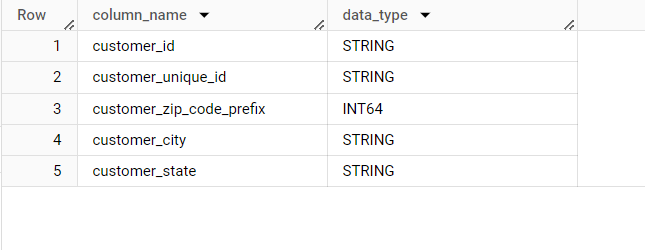 Row column_name data_type
1 customer_id STRING
2 customer_unique_id STRING
3 customer_zip_code_prefix INT64
4 customer_city STRING
5 customer_state STRING